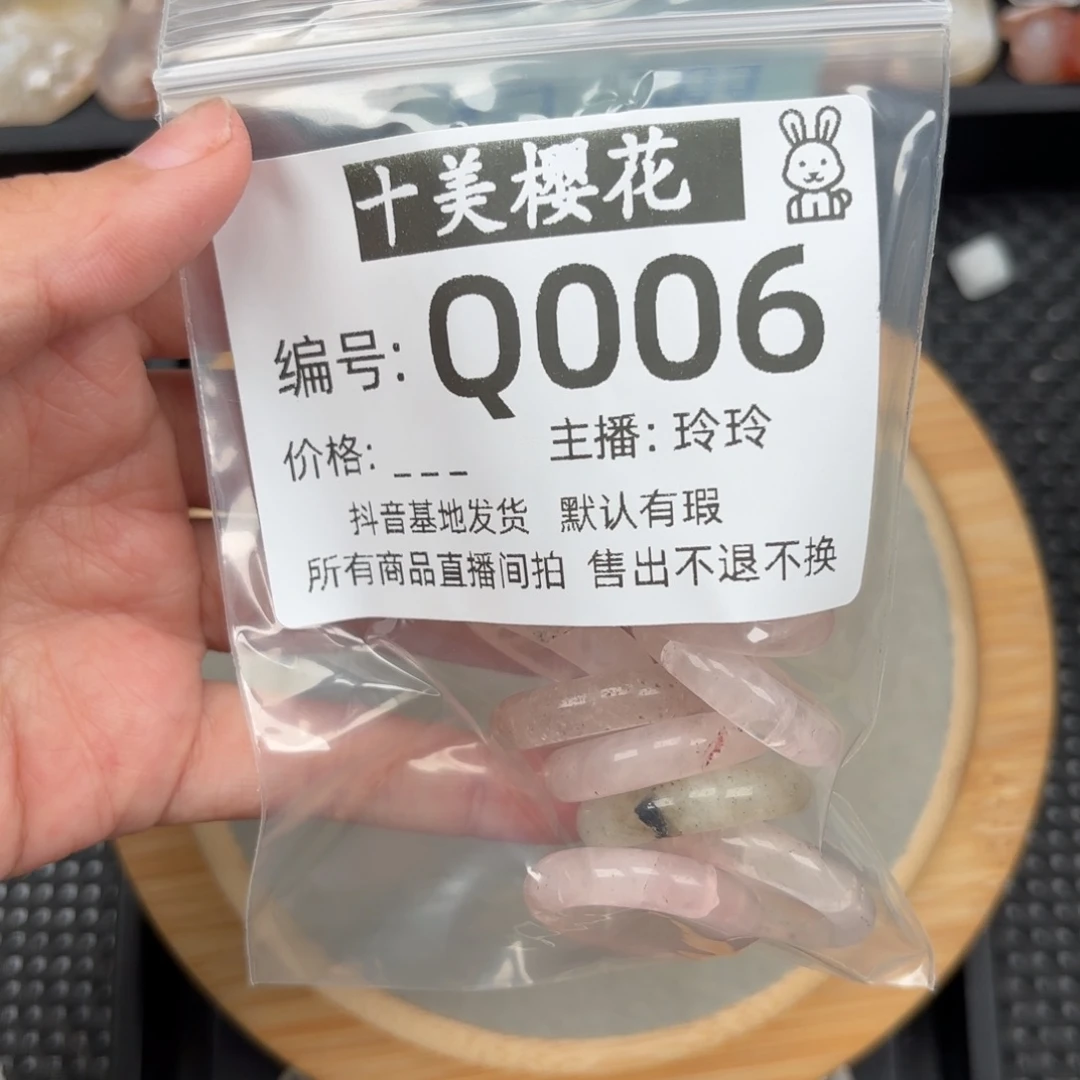 十美樱花
编号: Q006
价格: _ _ _ 主播: 玲玲
抖音基地发货 默认有瑕
所有商品直播间拍 售出不退不换